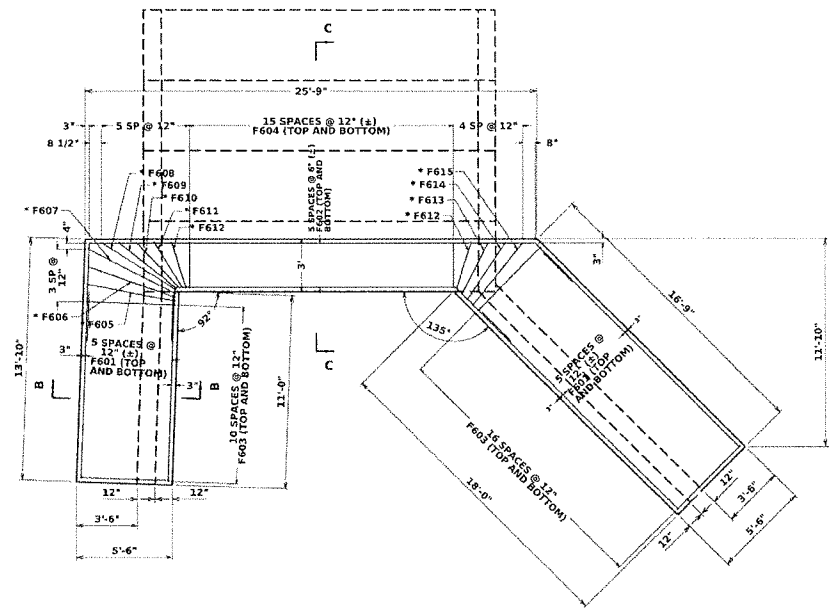 C
25'-9"
3"
5 SP @ 12"
15 SPACES @ 12" (±)
F604 (TOP AND BOTTOM)
4 SP @ 12"
8 1/2"
8"
5 SPACES @ 6" (±)
F602 (TOP AND
BOTTOM)
* F608
* F609
* F610
* F611
* F612
* F607
* F615
* F614
* F613
* F612
4"
3 SP @
12"
3'
3"
* F606
F605
92°
135°
5 SPACES @
12" (±)
F601 (TOP
AND BOTTOM)
3"
3"
B
B
13'-10"
10 SPACES @ 12"
F603 (TOP AND BOTTOM)
11'-0"
C
16'-9"
11'-10"
3"
3"
5 SPACES @
12" (±)
F601 (TOP
AND BOTTOM)
16 SPACES @ 12"
F603 (TOP AND BOTTOM)
18'-0"
12"
12"
3'-6"
5'-6"
12"
12"
3'-6"
5'-6"